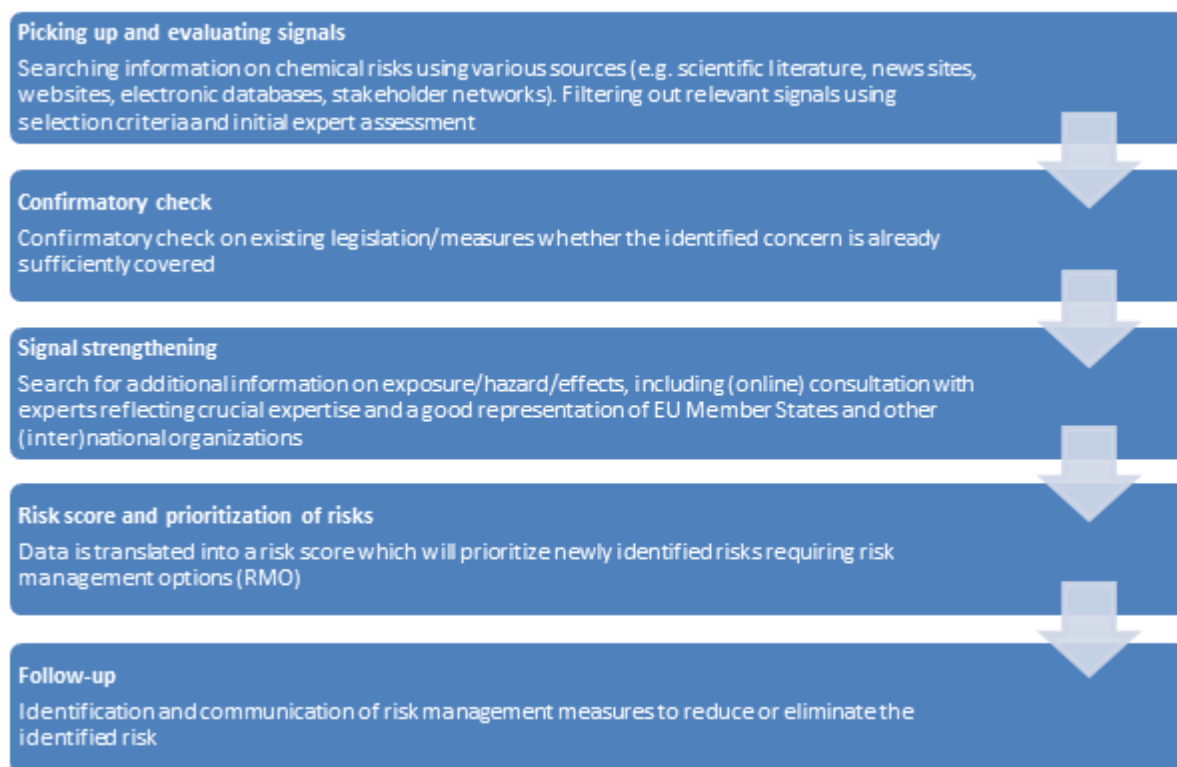 Picking up and evaluating signals
Searching information on chemical risks using various sources (e.g. scientific literature, news sites,
websites, electronic databases, stakeholder networks). Filtering out relevant signals using
selection criteria and initial expert assessment
Confirmatory check
Confirmatory check on existing legislation/measures whether the identified concern is already
sufficiently covered
Signal strengthening
Search for additional information on exposure/hazard/effects, including (online) consultation with
experts reflecting crucial expertise and a good representation of EU Member States and other
(inter)national organizations
Risk score and prioritization of risks
Data is translated into a risk score which will prioritize newly identified risks requiring risk
management options (RMO)
Follow-up
Identification and communication of risk management measures to reduce or eliminate the
identified risk